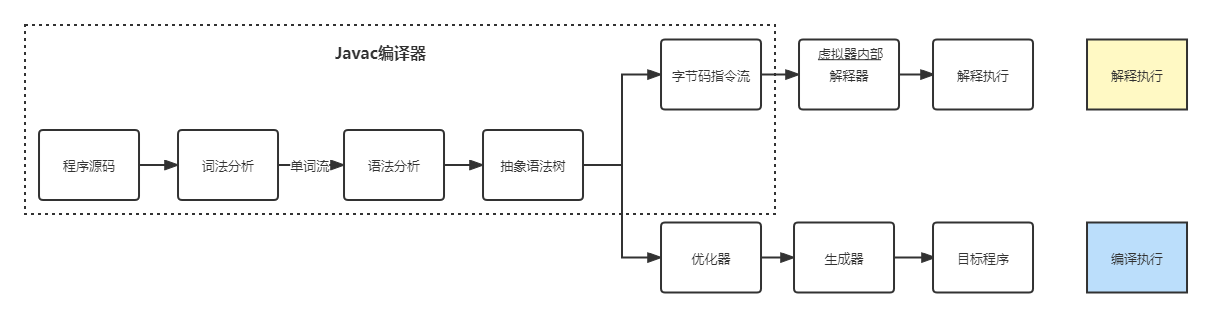 Javac编译器
字节码指令流
虚拟器内部
解释器
解释执行
解释执行
程序源码
词法分析
单词流
语法分析
抽象语法树
优化器
生成器
目标程序
编译执行